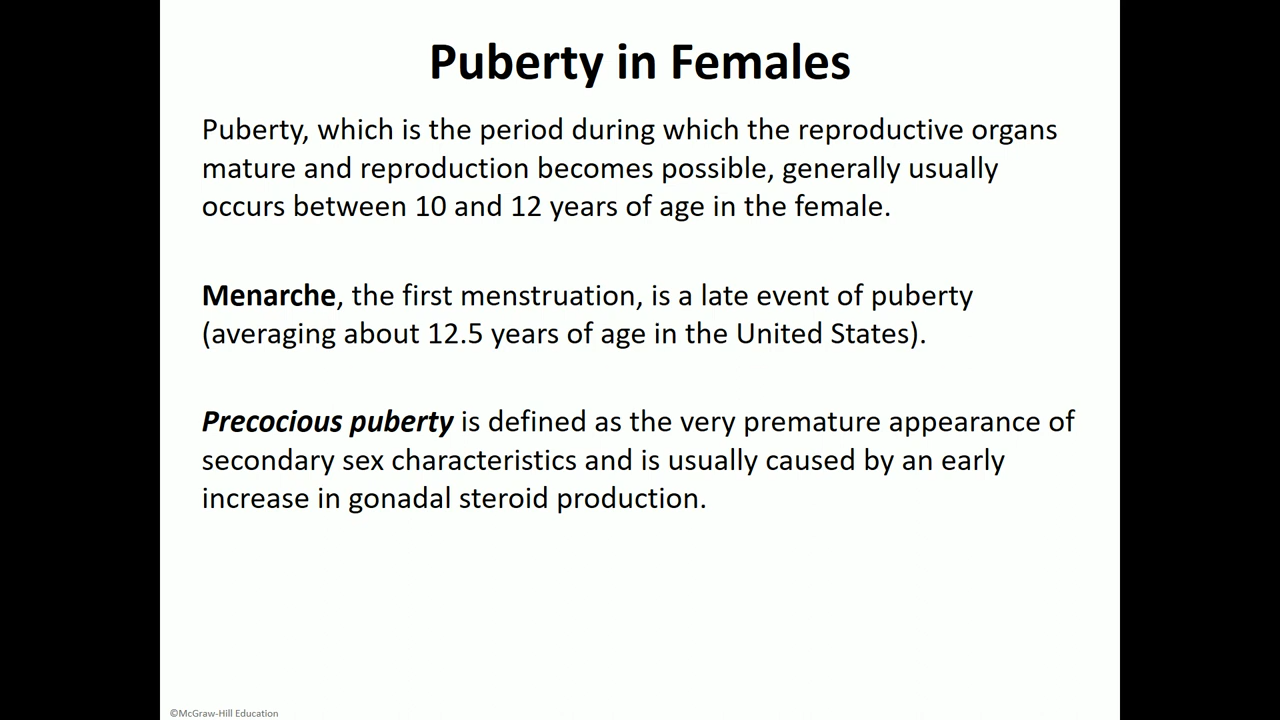 Puberty in Females
Puberty, which is the period during which the reproductive organs
mature and reproduction becomes possible, generally usually
occurs between 10 and 12 years of age in the female.
Menarche, the first menstruation, is a late event of puberty
(averaging about 12.5 years of age in the United States).
Precocious puberty is defined as the very premature appearance of
secondary sex characteristics and is usually caused by an early
increase in gonadal steroid production.
©McGraw-Hill Education